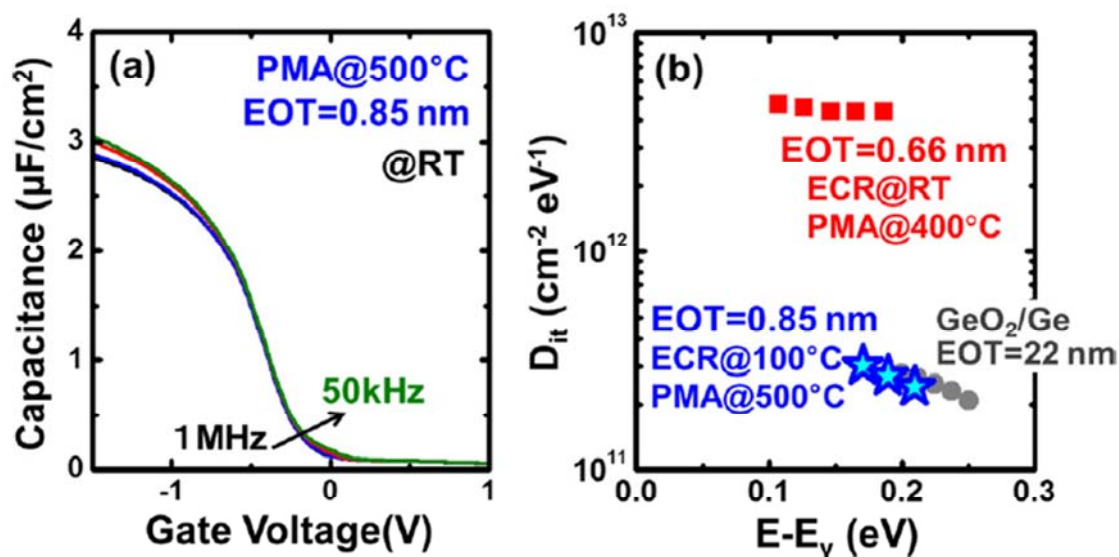 (a)
PMA@500°C
EOT=0.85 nm
@RT
50kHz
1MHz
4
3
2
1
0
-1
0
1
Capacitance (µF/cm²)
Gate Voltage(V)
(b)
EOT=0.66 nm
ECR@RT
PMA@400°C
EOT=0.85 nm
ECR@100°C
PMA@500°C
GeO₂/Ge
EOT=22 nm
10¹³
10¹²
10¹¹
0.0
0.1
0.2
0.3
Dit (cm⁻² eV⁻¹)
E-Ev (eV)